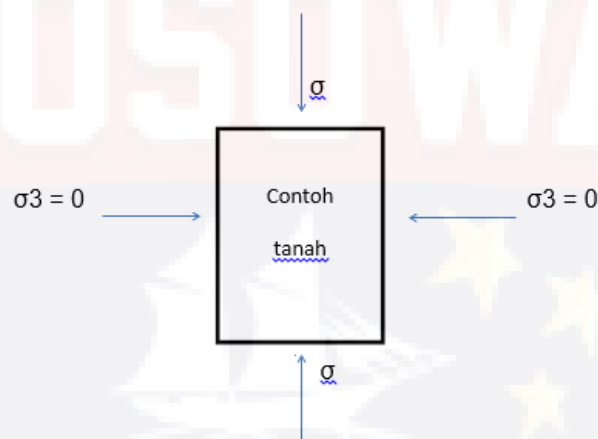 σ
σ3 = 0
Contoh
σ3 = 0
tanah
σ